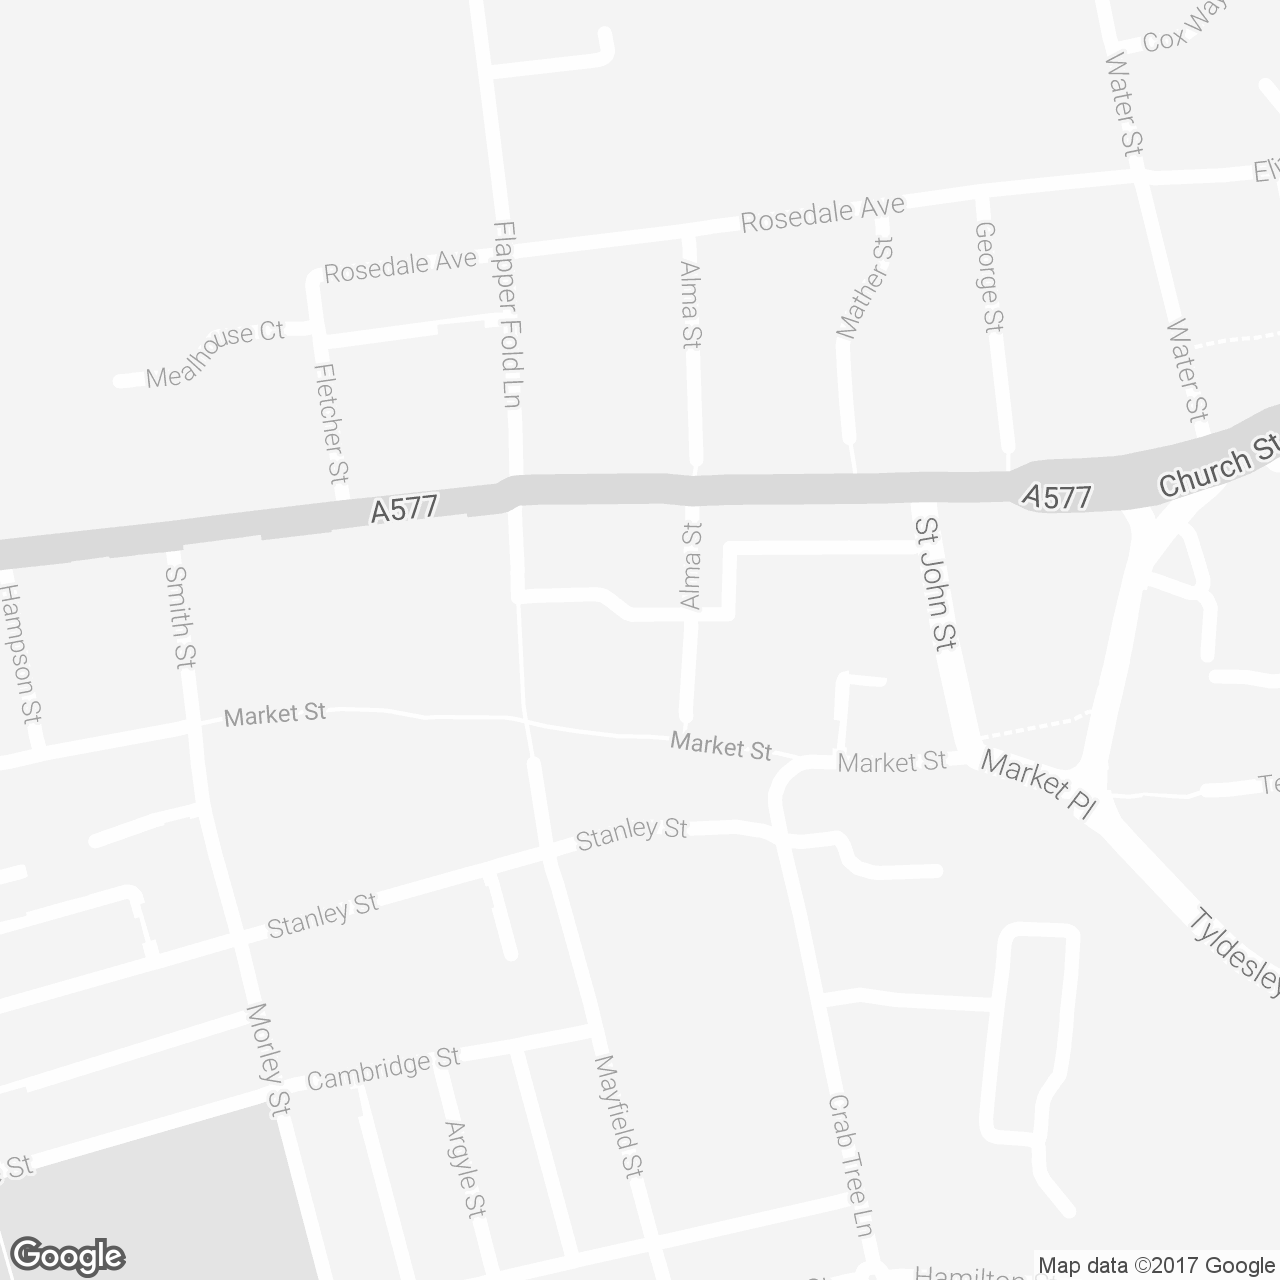 Cox Way
Water St
Rosedale Ave
George St
Mather St
Alma St
Flapper Fold Ln
Rosedale Ave
Mealhouse Ct
Fletcher St
Water St
Church St
A577
A577
Alma St
St John St
Smith St
Hampson St
Market St
Market St
Market St
Market Pl
Stanley St
Stanley St
Tyldesley
Morley St
Cambridge St
Mayfield St
Argyle St
Crab Tree Ln
St
Google
Map data ©2017 Google